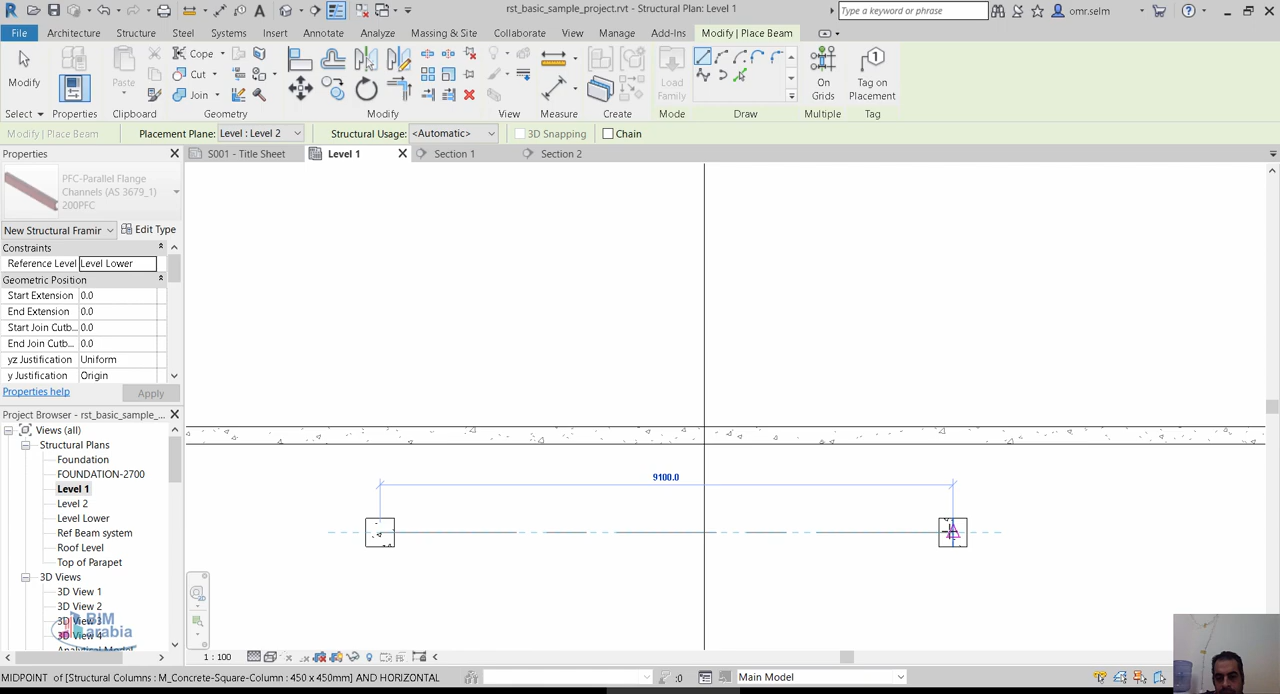 rst_basic_sample_project.rvt - Structural Plan: Level 1
Type a keyword or phrase
omr.selm
File Architecture Structure Steel Systems Insert Annotate Analyze Massing & Site Collaborate View Manage Add-Ins Modify | Place Beam
Cope
Cut
Join
Modify
Paste
Load
Family
On
Grids
Tag on
Placement
Select Properties Clipboard Geometry Modify View Measure Create Mode Draw Multiple Tag
Modify | Place Beam Placement Plane: Level : Level 2 Structural Usage: <Automatic> 3D Snapping Chain
Properties
S001 - Title Sheet Level 1 Section 1 Section 2
PFC-Parallel Flange
Channels (AS 3679_1)
200PFC
New Structural Framir Edit Type
Constraints
Reference Level Level Lower
Geometric Position
Start Extension 0.0
End Extension 0.0
Start Join Cutb... 0.0
End Join Cutb... 0.0
yz Justification Uniform
y Justification Origin
Properties help Apply
Project Browser - rst_basic_sample_...
Views (all)
Structural Plans
Foundation
FOUNDATION-2700
Level 1
Level 2
Level Lower
Ref Beam system
Roof Level
Top of Parapet
3D Views
3D View 1
3D View 2
3D View 3
3D View 4
BIM
arabia
9100.0
1 : 100
MIDPOINT of [Structural Columns : M_Concrete-Square-Column : 450 x 450mm] AND HORIZONTAL
:0
Main Model